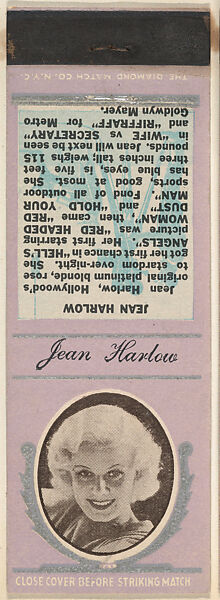 THE DIAMOND MATCH CO. N.Y.C.
JEAN HARLOW
Jean Harlow, Hollywood's
original platinum blonde, rose
to stardom over-night. She
got her first chance in "HELL'S
ANGELS". Her first starring
picture was "RED HEADED
WOMAN", then came "RED
DUST" and "HOLD YOUR
MAN". Fond of all outdoor
sports, good at most. She
has blue eyes, is five feet
three inches tall; weighs 115
pounds. Jean will next be seen
in "WIFE vs SECRETARY"
and "RIFFRAFF" for Metro
Goldwyn Mayer.
Jean Harlow
CLOSE COVER BEFORE STRIKING MATCH